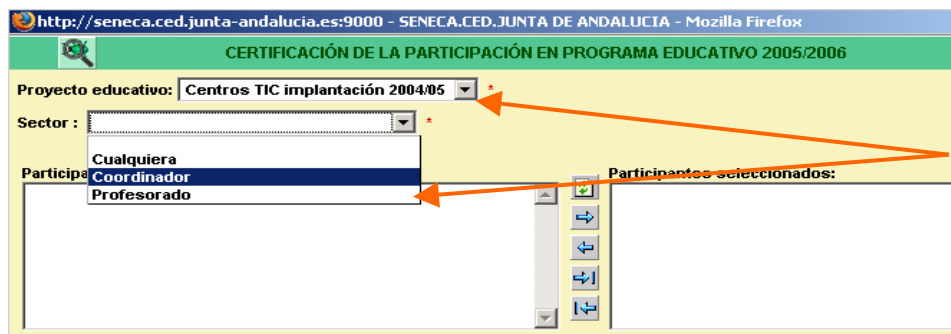 http://seneca.ced.junta-andalucia.es:9000 - SENECA.CED.JUNTA DE ANDALUCIA - Mozilla Firefox
CERTIFICACIÓN DE LA PARTICIPACIÓN EN PROGRAMA EDUCATIVO 2005/2006
Proyecto educativo: Centros TIC implantación 2004/05 *
Sector : *
Cualquiera
Coordinador
Profesorado
Participa
Participantes seleccionados: